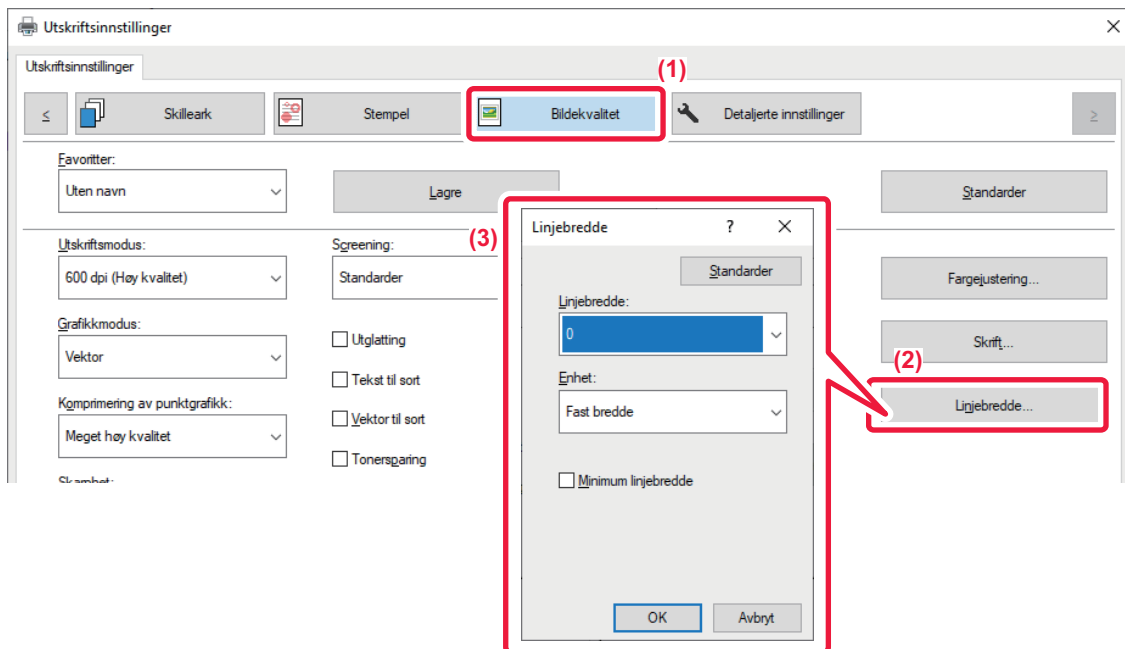 Utskriftsinnstillinger
Utskriftsinnstillinger
(1)
< Skilleark Stempel Bildekvalitet Detaljerte innstillinger >
Favoritter:
Uten navn Lagre Standarder
(3)
Utskriftsmodus: Screening:
600 dpi (Høy kvalitet) Standarder Fargejustering...
Grafikkmodus:
Vektor Utglatting Skrift...
Tekst til sort
(2)
Komprimering av punktgrafikk: Linjebredde...
Meget høy kvalitet Vektor til sort
Tonersparing
Skarphet:
Linjebredde ?
Standarder
Linjebredde:
0
Enhet:
Fast bredde
Minimum linjebredde
OK Avbryt